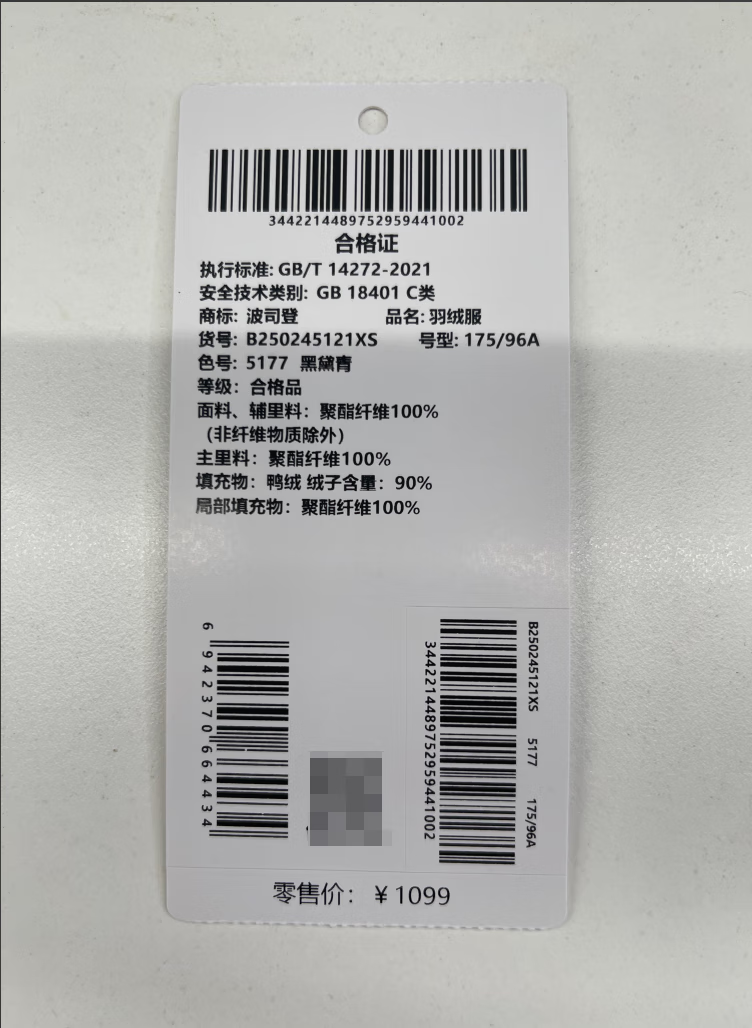 3442214489752959441002
合格证
执行标准: GB/T 14272-2021
安全技术类别: GB 18401 C类
商标: 波司登 品名: 羽绒服
货号: B250245121XS 号型: 175/96A
色号: 5177 黑黛青
等级: 合格品
面料、辅里料: 聚酯纤维100%
（非纤维物质除外）
主里料: 聚酯纤维100%
填充物: 鸭绒 绒子含量: 90%
局部填充物: 聚酯纤维100%
6 942370 664434
3442214489752959441002
B250245121XS 5177 175/96A
零售价: ￥1099